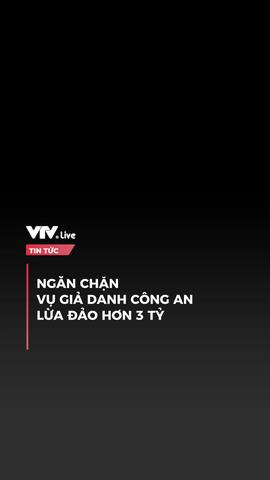 VTV Live
TIN TỨC
NGĂN CHẶN
VỤ GIẢ DANH CÔNG AN
LỪA ĐẢO HƠN 3 TỶ